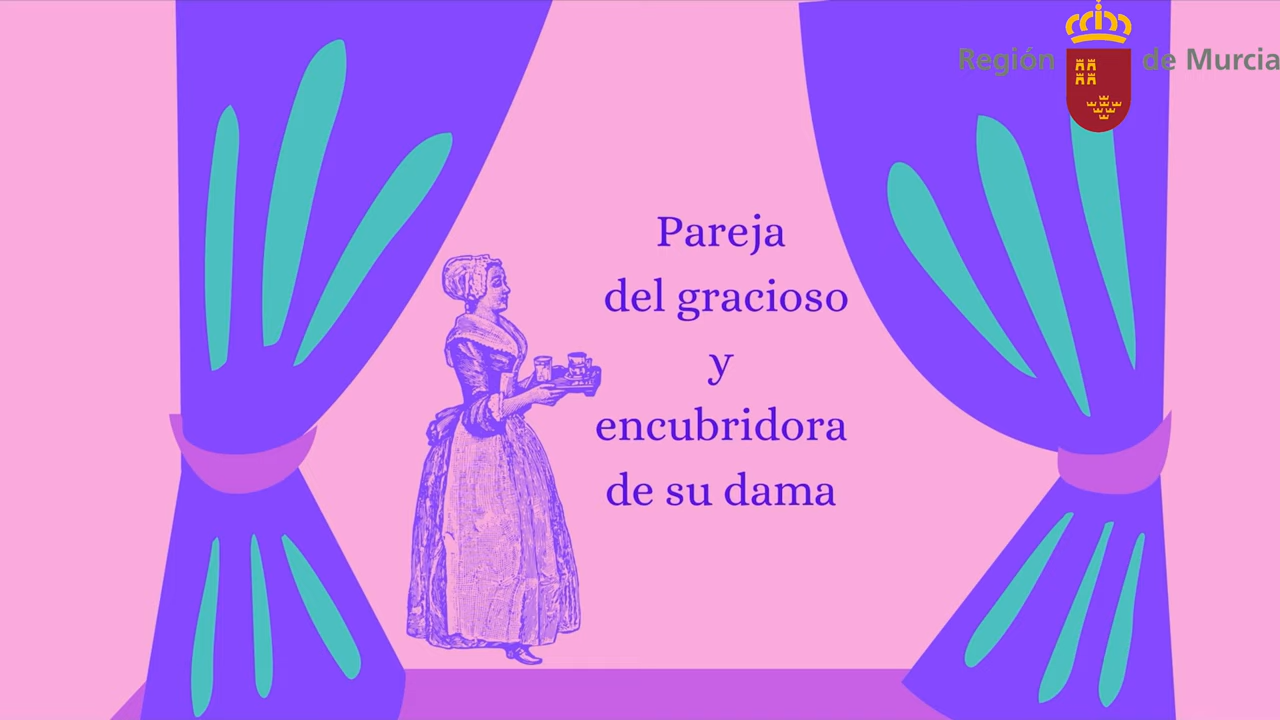 Región de Murcia
Pareja
del gracioso
y
encubridora
de su dama